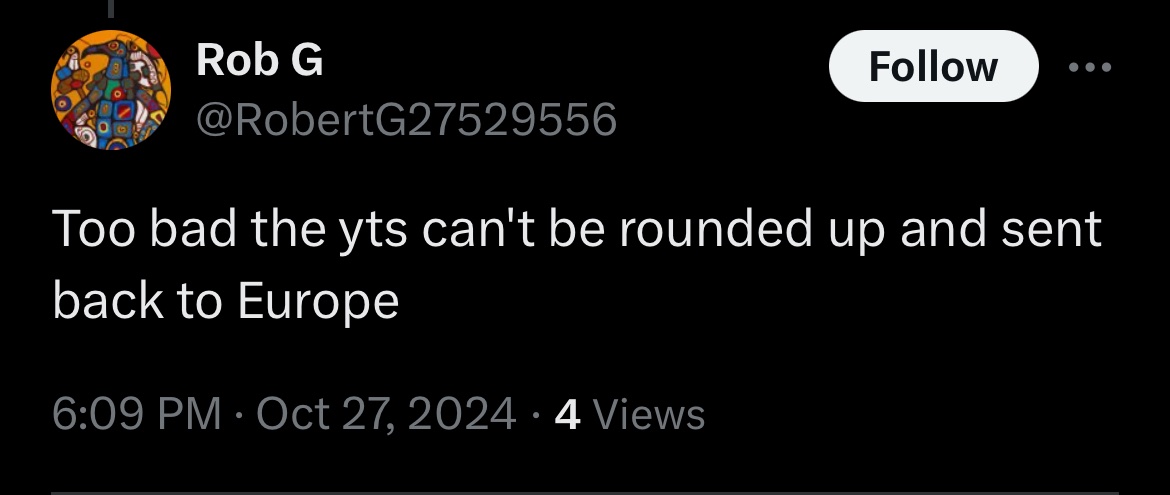 Rob G
Follow
@RobertG27529556
Too bad the yts can't be rounded up and sent
back to Europe
6:09 PM · Oct 27, 2024 · 4 Views